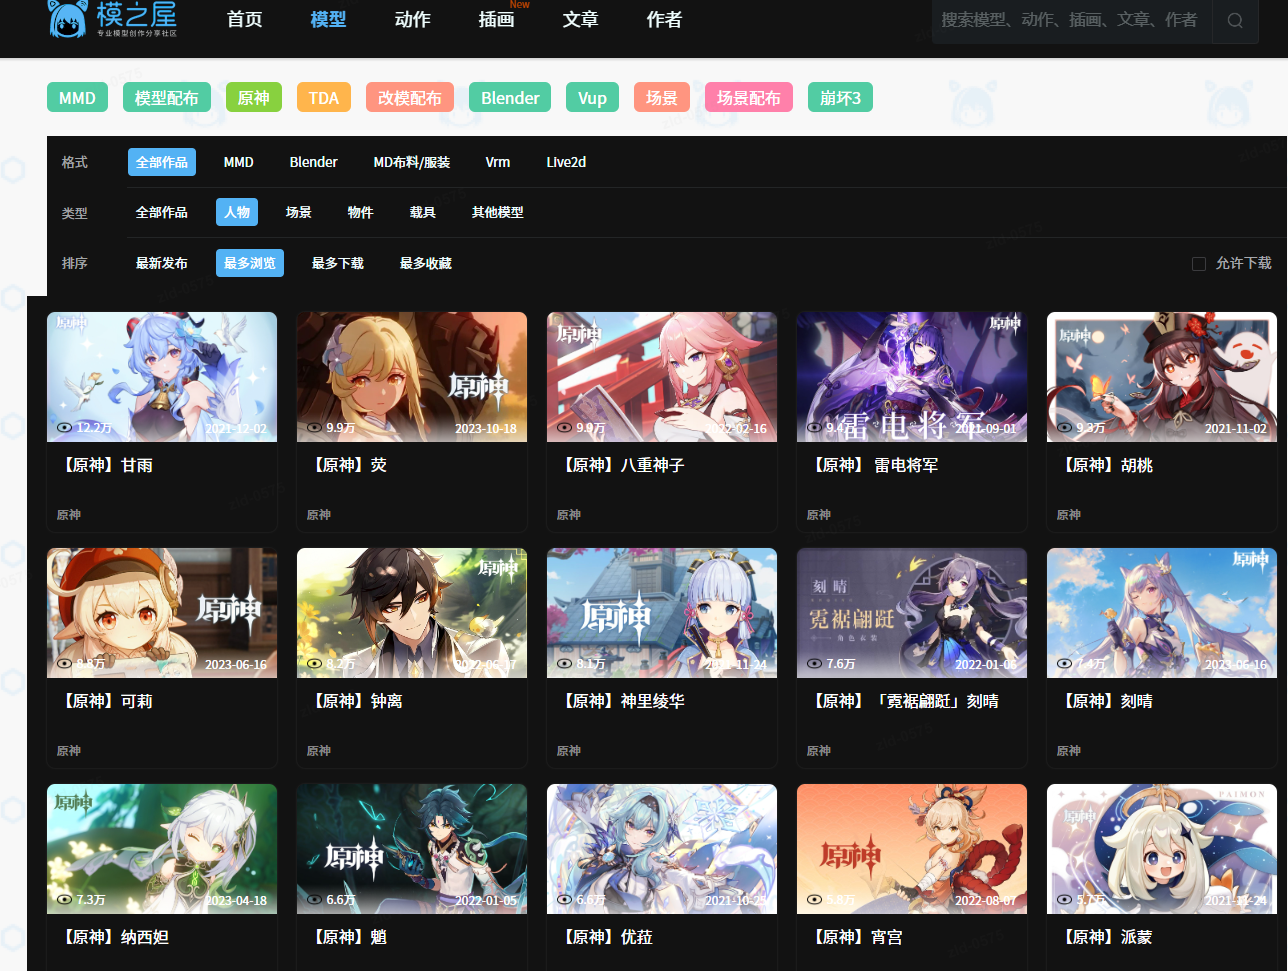 模之屋
专业模型创作分享社区
首页
模型
动作
插画
New
文章
作者
搜索模型、动作、插画、文章、作者
MMD
模型配布
原神
TDA
改模配布
Blender
Vup
场景
场景配布
崩坏3
格式
全部作品
MMD
Blender
MD布料/服装
Vrm
Live2d
类型
全部作品
人物
场景
物件
载具
其他模型
排序
最新发布
最多浏览
最多下载
最多收藏
允许下载
原神
12.2万
2021-12-02
【原神】甘雨
原神
原神
9.9万
2023-10-18
【原神】荧
原神
原神
9.9万
2022-02-16
【原神】八重神子
原神
原神
雷电将军
2021-09-01
【原神】 雷电将军
原神
原神
9.3万
2021-11-02
【原神】胡桃
原神
原神
8.8万
2023-06-16
【原神】可莉
原神
原神
8.2万
【原神】钟离
原神
原神
8.1万
2021-11-24
【原神】神里绫华
原神
刻晴
霓裾翩跹
角色衣装
7.6万
2022-01-06
【原神】「霓裾翩跹」刻晴
原神
原神
7.4万
2023-06-16
【原神】刻晴
原神
原神
7.3万
2023-04-18
【原神】纳西妲
原神
6.6万
2022-01-05
【原神】魈
6.6万
2021-10-25
【原神】优菈
原神
5.8万
2022-08-07
【原神】宵宫
PAIMON
原神
5.7万
2021-12-24
【原神】派蒙